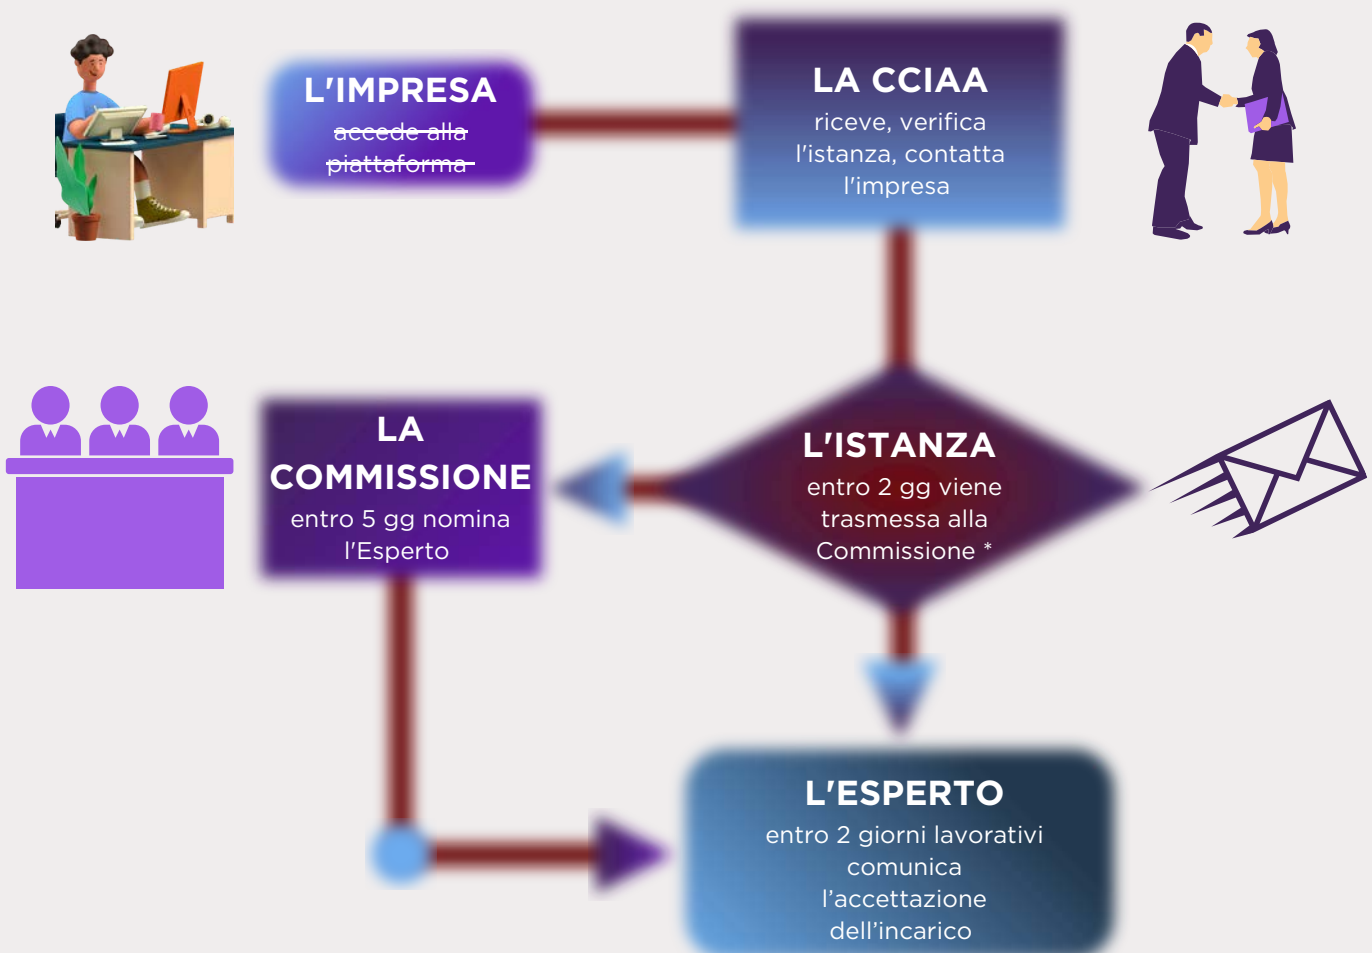 L'IMPRESA
accede alla
piattaforma
LA CCIAA
riceve, verifica
l'istanza, contatta
l'impresa
LA
COMMISSIONE
entro 5 gg nomina
l'Esperto
L'ISTANZA
entro 2 gg viene
trasmessa alla
Commissione *
L'ESPERTO
entro 2 giorni lavorativi
comunica
l’accettazione
dell’incarico